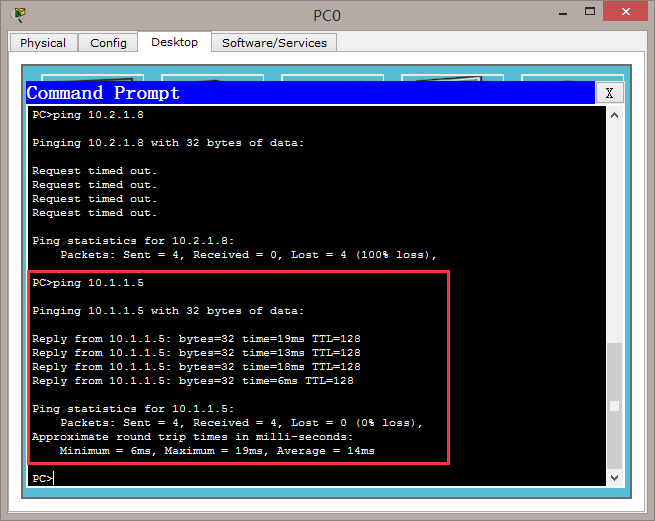 PC0
Physical Config Desktop Software/Services
Command Prompt X
PC>ping 10.2.1.8
Pinging 10.2.1.8 with 32 bytes of data:
Request timed out.
Request timed out.
Request timed out.
Request timed out.
Ping statistics for 10.2.1.8:
Packets: Sent = 4, Received = 0, Lost = 4 (100% loss),
PC>ping 10.1.1.5
Pinging 10.1.1.5 with 32 bytes of data:
Reply from 10.1.1.5: bytes=32 time=19ms TTL=128
Reply from 10.1.1.5: bytes=32 time=13ms TTL=128
Reply from 10.1.1.5: bytes=32 time=18ms TTL=128
Reply from 10.1.1.5: bytes=32 time=6ms TTL=128
Ping statistics for 10.1.1.5:
Packets: Sent = 4, Received = 4, Lost = 0 (0% loss),
Approximate round trip times in milli-seconds:
Minimum = 6ms, Maximum = 19ms, Average = 14ms
PC>